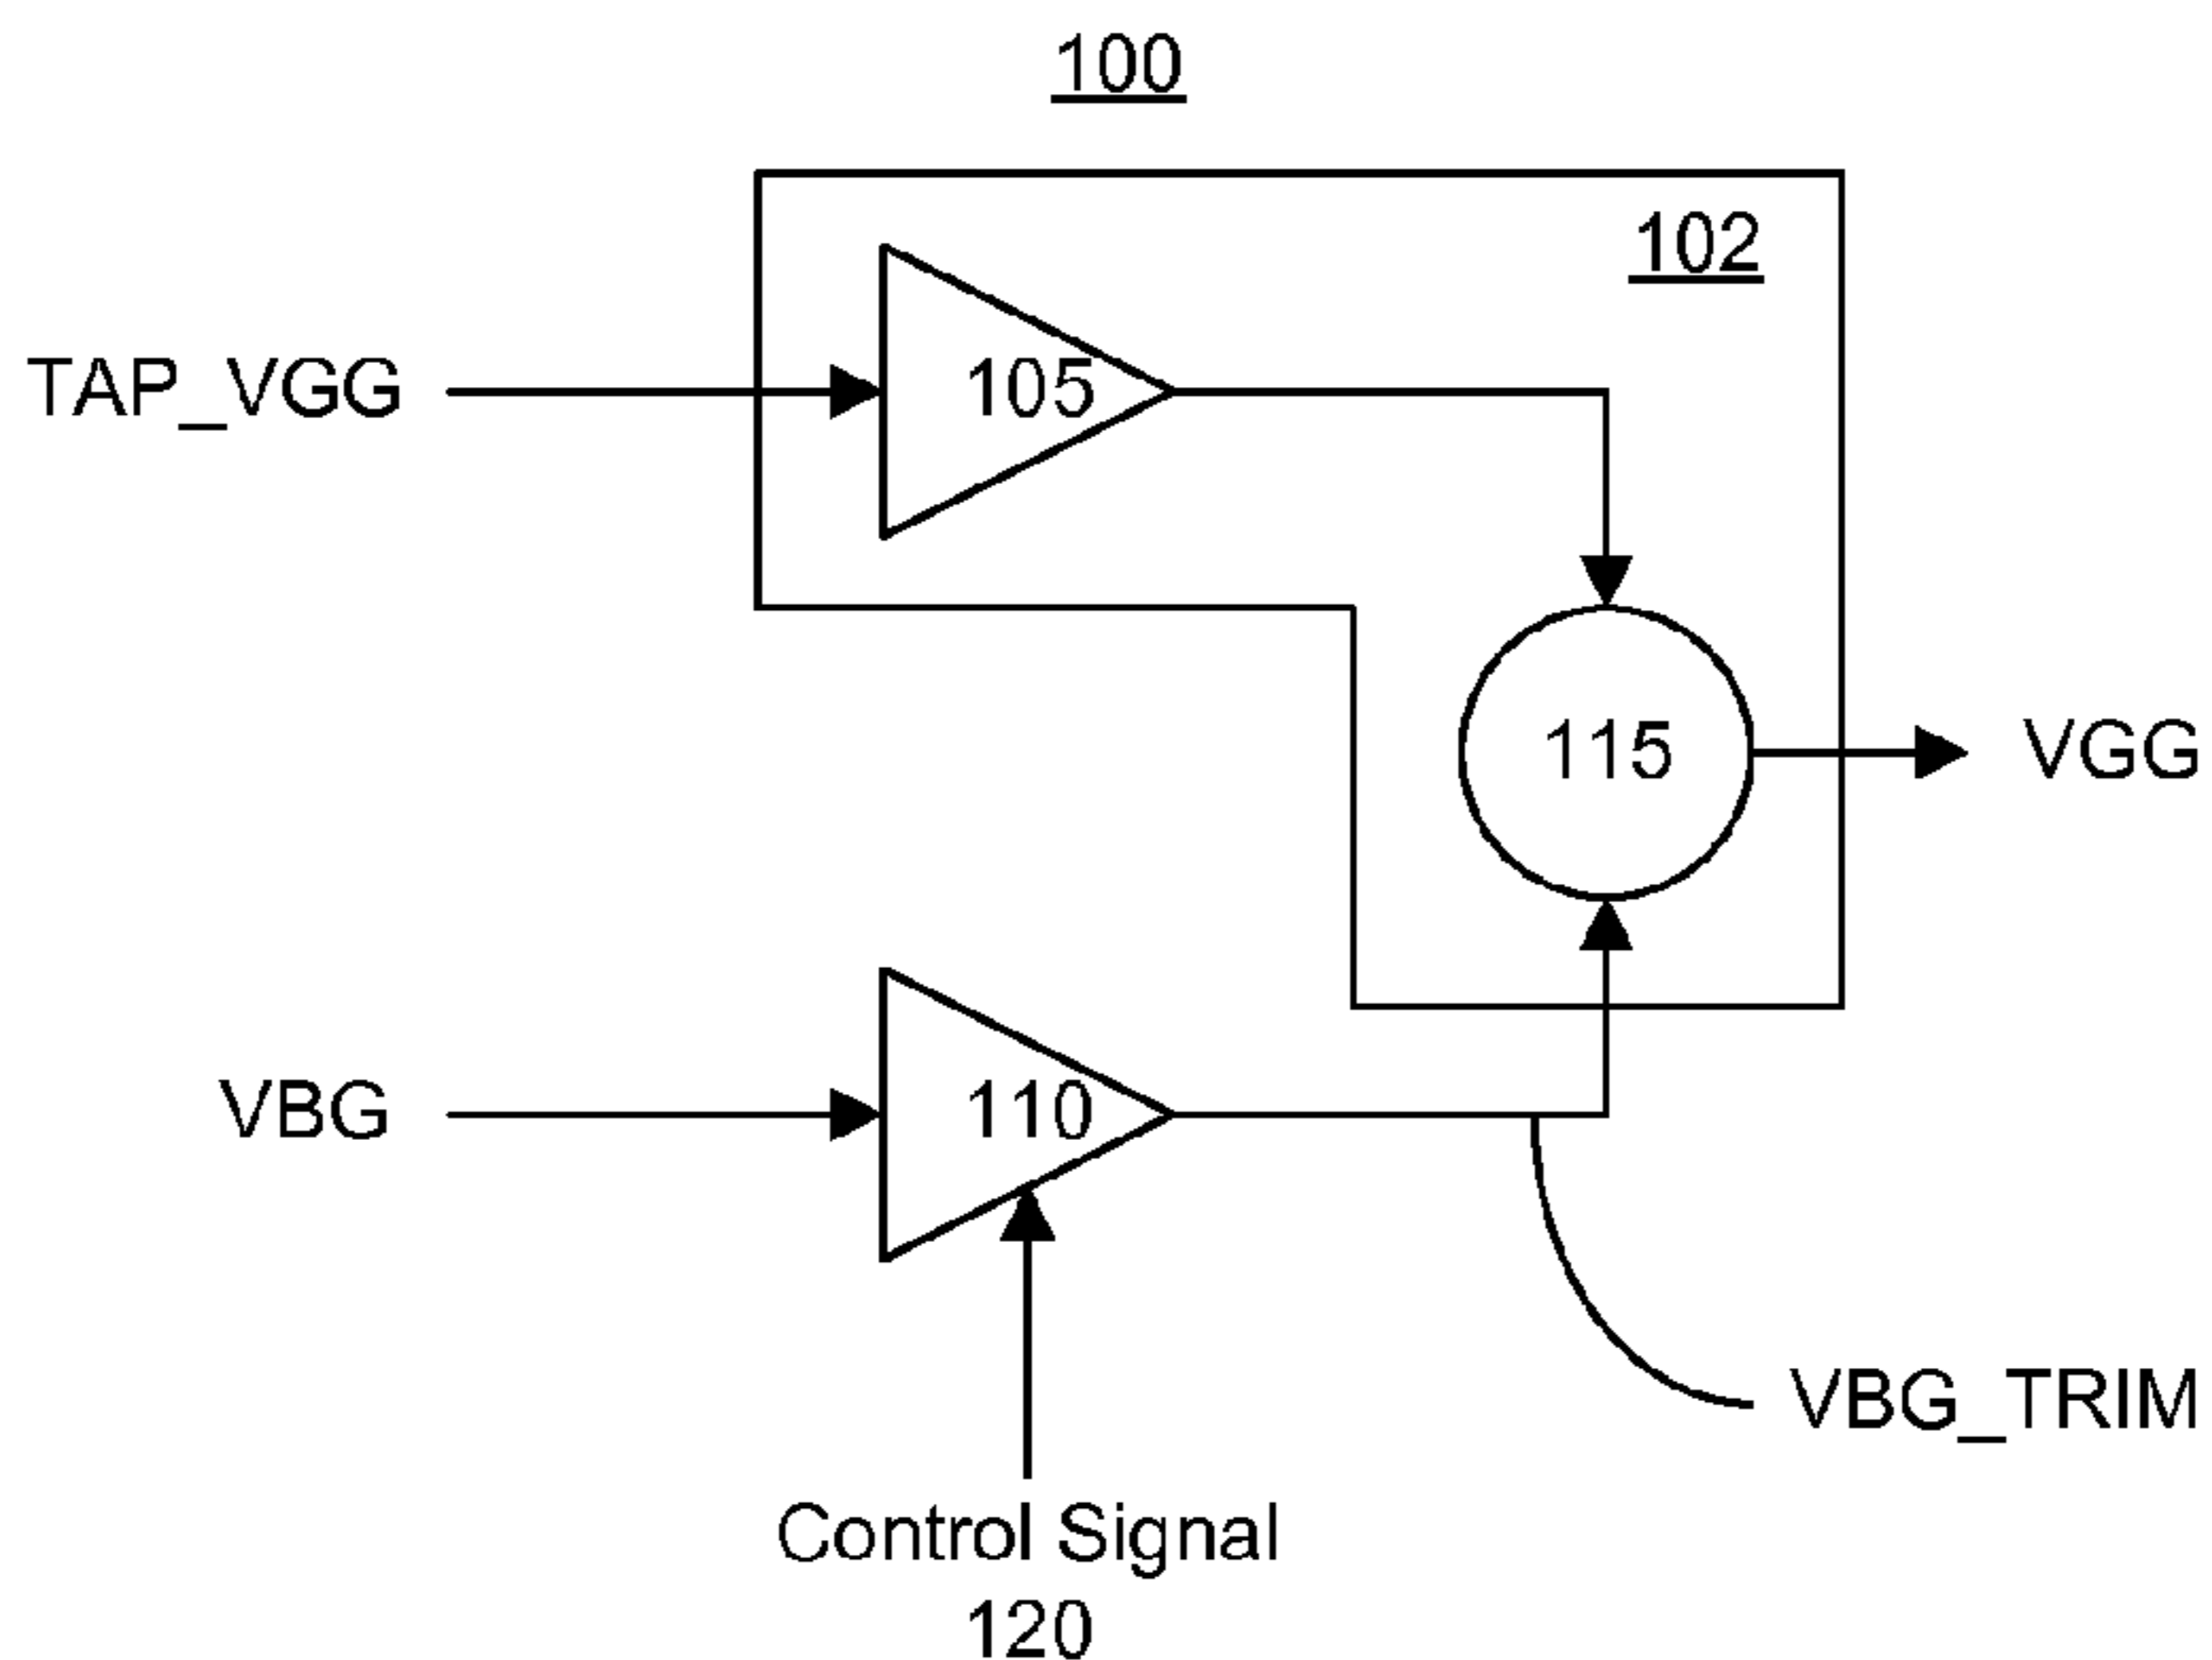 100
102
TAP_VGG
105
115
VGG
VBG
110
VBG_TRIM
Control Signal
120